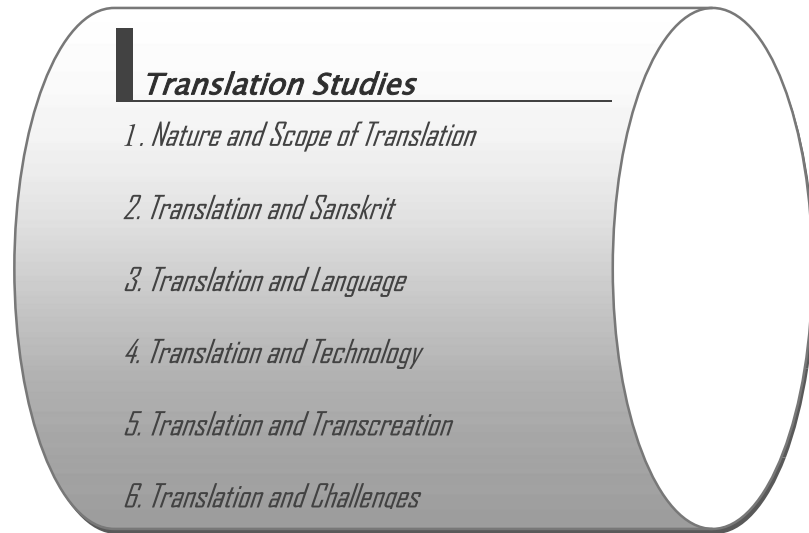 Translation Studies
1. Nature and Scope of Translation
2. Translation and Sanskrit
3. Translation and Language
4. Translation and Technology
5. Translation and Transcreation
6. Translation and Challenges